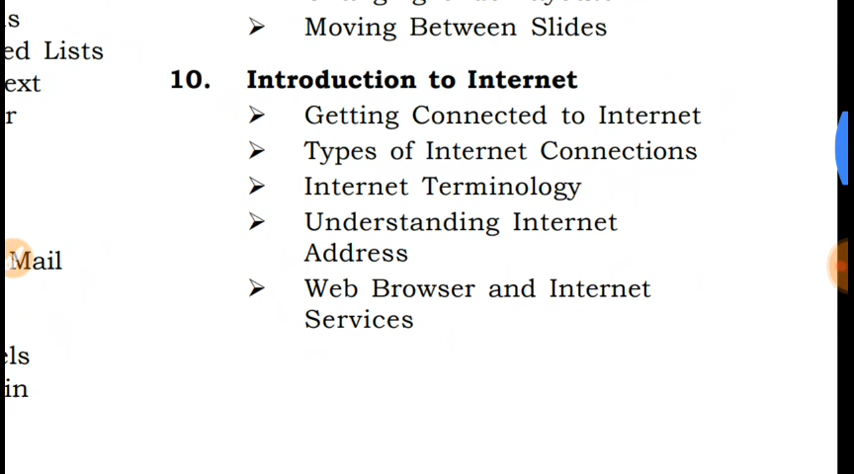 s
ed Lists
ext
r
Mail
els
in
➢ Moving Between Slides
10. Introduction to Internet
➢ Getting Connected to Internet
➢ Types of Internet Connections
➢ Internet Terminology
➢ Understanding Internet
Address
➢ Web Browser and Internet
Services